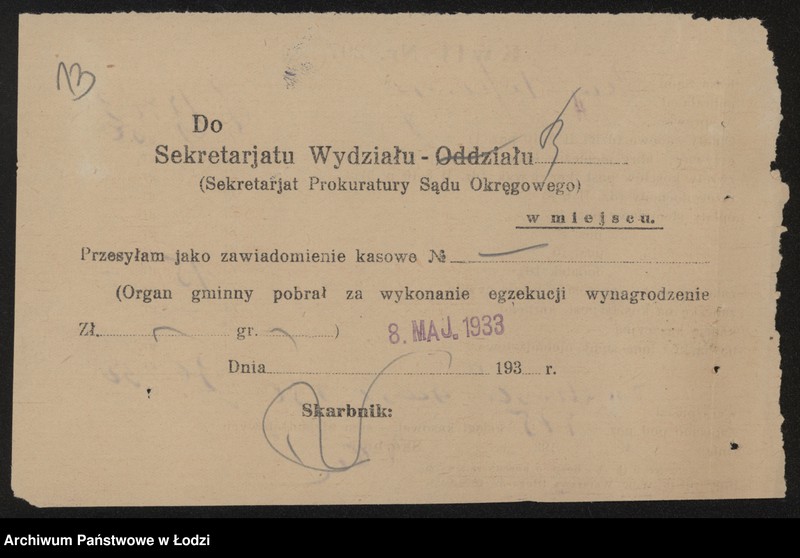 13
Do
Sekretarjatu Wydziału - Oddziału
(Sekretarjat Prokuratury Sądu Okręgowego)
w miejscu.
Przesyłam jako zawiadomienie kasowe № —
(Organ gminny pobrał za wykonanie egzekucji wynagrodzenie
Zł. — gr. — )
8. MAJ. 1933
Dnia 193 r.
Skarbnik:
Archiwum Państwowe w Łodzi